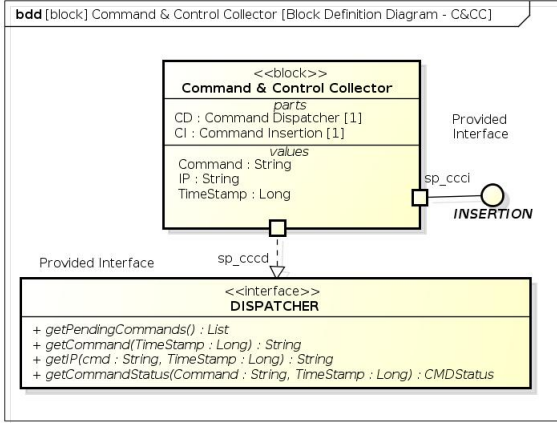 bdd [block] Command & Control Collector [Block Definition Diagram - C&CC]
<<block>>
Command & Control Collector
parts
CD : Command Dispatcher [1]
CI : Command Insertion [1]
values
Command : String
IP : String
TimeStamp : Long
Provided
Interface
sp_ccci
INSERTION
sp_cccd
Provided Interface
<<interface>>
DISPATCHER
+ getPendingCommands() : List
+ getCommand(TimeStamp : Long) : String
+ getIP(cmd : String, TimeStamp : Long) : String
+ getCommandStatus(Command : String, TimeStamp : Long) : CMDStatus